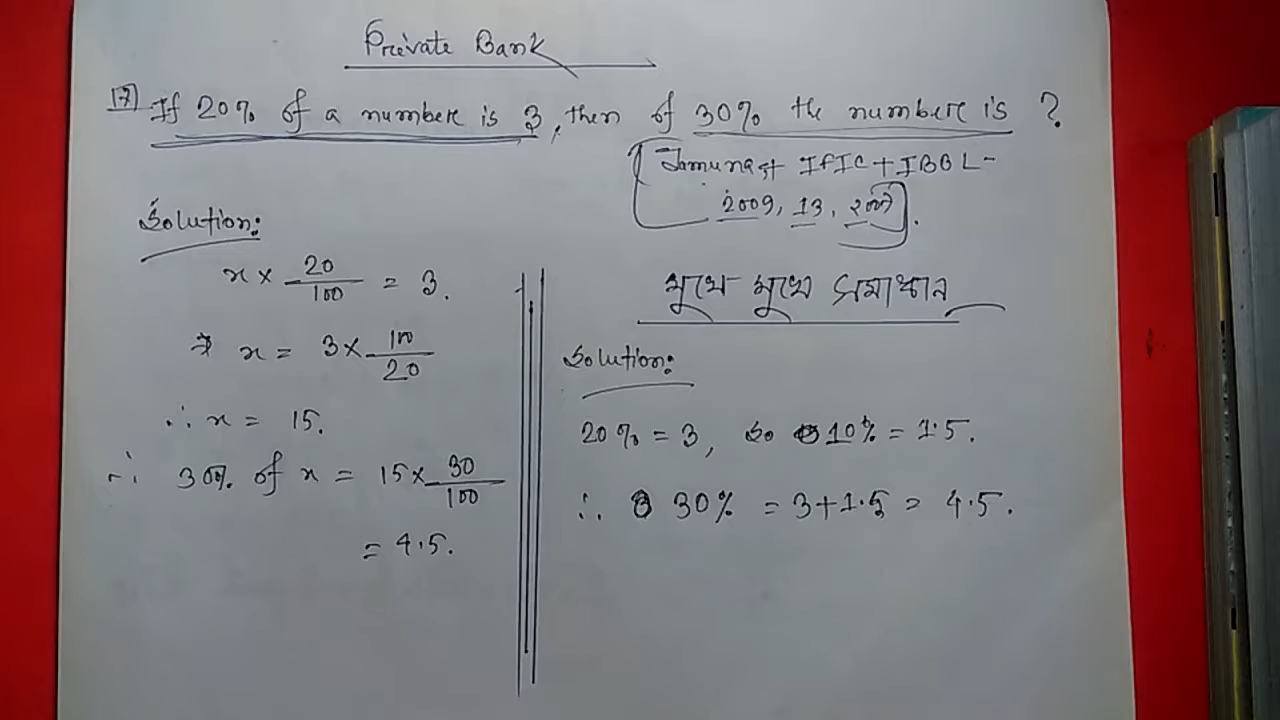 Private Bank
17 If 20% of a number is 3, then of 30% the number is ?
Jamuna + IFIC + IBBL -
2009, 13,
Solution:
x × 20/100 = 3.
⇒ x = 3 × 100/20
∴ x = 15.
∴ 30% of x = 15 × 30/100
= 4.5.
মুখে মুখে সমাধান
Solution:
20% = 3, so 10% = 1.5.
∴ 30% = 3+1.5 = 4.5.